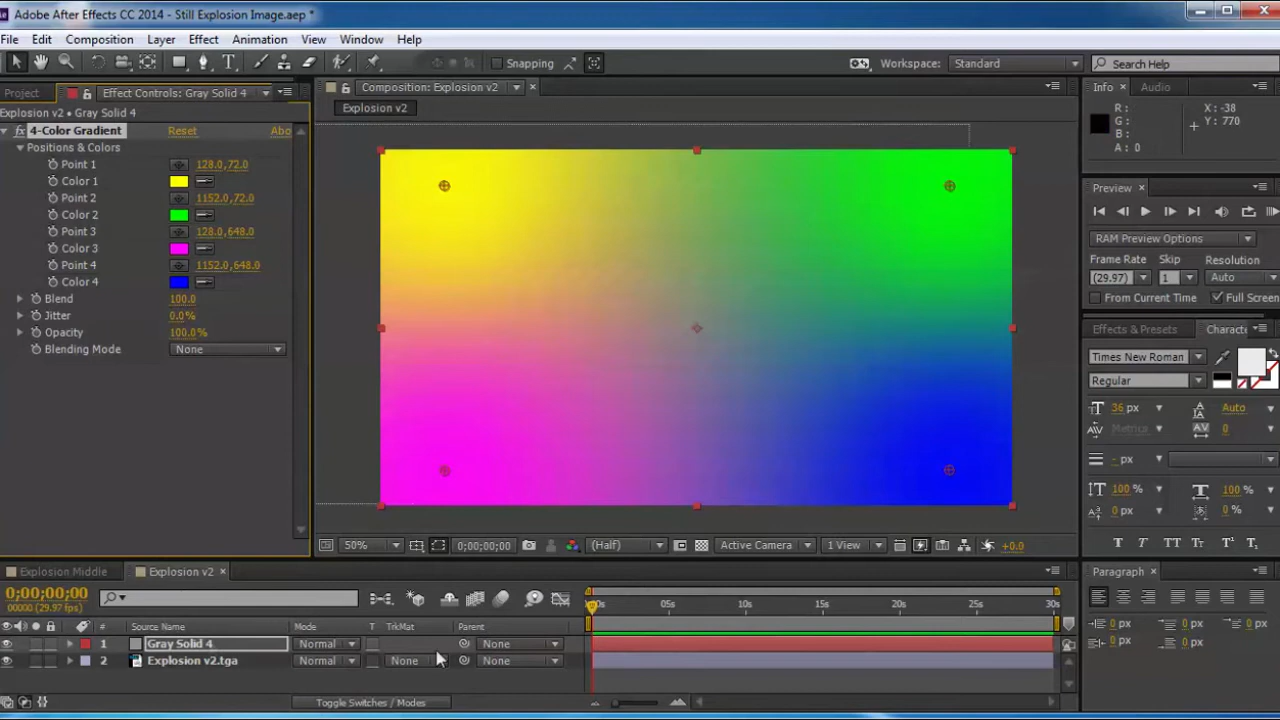 Adobe After Effects CC 2014 - Still Explosion Image.aep *
File Edit Composition Layer Effect Animation View Window Help
Snapping
Workspace: Standard
Search Help
Project
Effect Controls: Gray Solid 4
Explosion v2 • Gray Solid 4
fx 4-Color Gradient Reset Abo
Positions & Colors
Point 1 128.0,72.0
Color 1
Point 2 1152.0,72.0
Color 2
Point 3 128.0,648.0
Color 3
Point 4 1152.0,648.0
Color 4
Blend 100.0
Jitter 0.0%
Opacity 100.0%
Blending Mode None
Composition: Explosion v2
Explosion v2
50% 0;00;00;00 (Half) Active Camera 1 View +0.0
Info Audio
R: X: -38
G: Y: 770
B:
A: 0
Preview
RAM Preview Options
Frame Rate Skip Resolution
(29.97) 1 Auto
From Current Time Full Screen
Effects & Presets Characte
Times New Roman
Regular
36 px Auto
Metrics 0
- px
100 % 100 %
0 px 0 %
T T TT Tt T¹ T₁
Paragraph
0 px 0 px 0 px
0 px 0 px
Explosion Middle Explosion v2
0;00;00;00
00000 (29.97 fps)
# Source Name Mode T TrkMat Parent
1 Gray Solid 4 Normal None
2 Explosion v2.tga Normal None None
Toggle Switches / Modes
00s 05s 10s 15s 20s 25s 30s